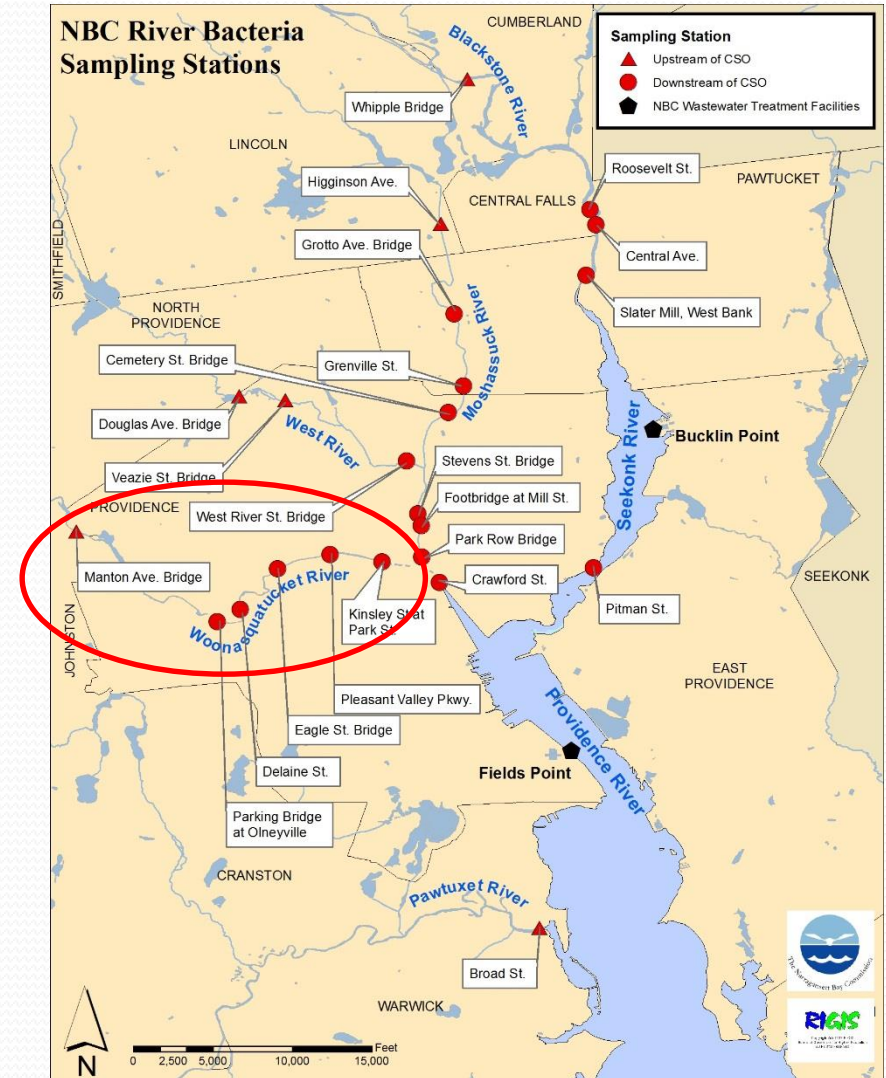 NBC River Bacteria
Sampling Stations
CUMBERLAND
Sampling Station
Upstream of CSO
Downstream of CSO
NBC Wastewater Treatment Facilities
Blackstone River
Whipple Bridge
LINCOLN
Roosevelt St.
PAWTUCKET
Higginson Ave.
CENTRAL FALLS
Grotto Ave. Bridge
Central Ave.
SMITHFIELD
Slater Mill, West Bank
NORTH
PROVIDENCE
Moshassuck River
Cemetery St. Bridge
Grenville St.
Douglas Ave. Bridge
West River
Seekonk River
Bucklin Point
Veazie St. Bridge
Stevens St. Bridge
Footbridge at Mill St.
PROVIDENCE
West River St. Bridge
Park Row Bridge
Manton Ave. Bridge
Crawford St.
SEEKONK
Woonasquatucket River
Kinsley St at
Park St.
Pitman St.
JOHNSTON
EAST
PROVIDENCE
Pleasant Valley Pkwy.
Providence River
Eagle St. Bridge
Fields Point
Delaine St.
Parking Bridge
at Olneyville
CRANSTON
Pawtuxet River
Broad St.
The Narragansett Bay Commission
WARWICK
RIGIS
N
Feet
0 2,500 5,000 10,000 15,000